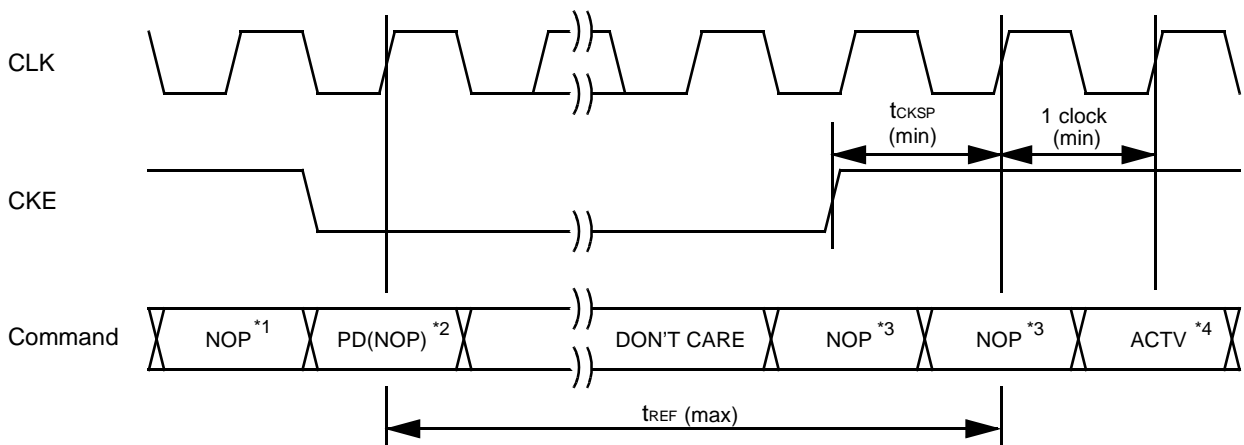 CLK
tCKSP
(min)
1 clock
(min)
CKE
Command
NOP *1
PD(NOP) *2
DON'T CARE
NOP *3
NOP *3
ACTV *4
tREF (max)